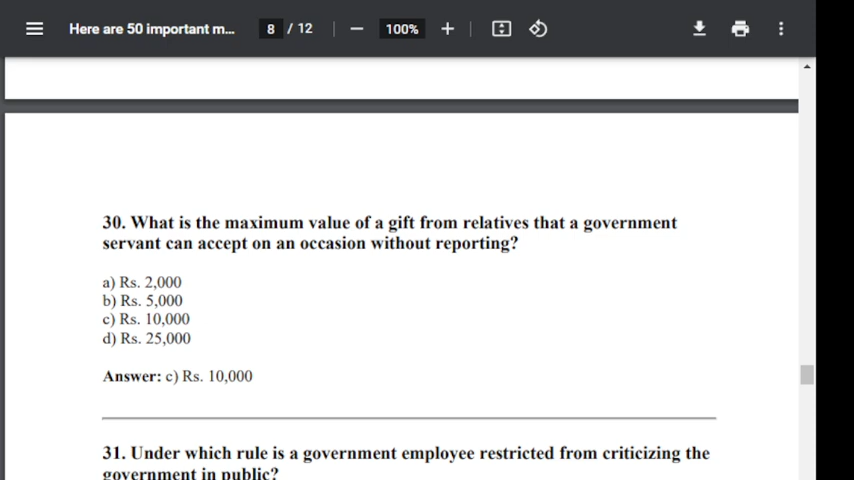 Here are 50 important m... 8 / 12 100%
30. What is the maximum value of a gift from relatives that a government
servant can accept on an occasion without reporting?
a) Rs. 2,000
b) Rs. 5,000
c) Rs. 10,000
d) Rs. 25,000
Answer: c) Rs. 10,000
31. Under which rule is a government employee restricted from criticizing the
government in public?